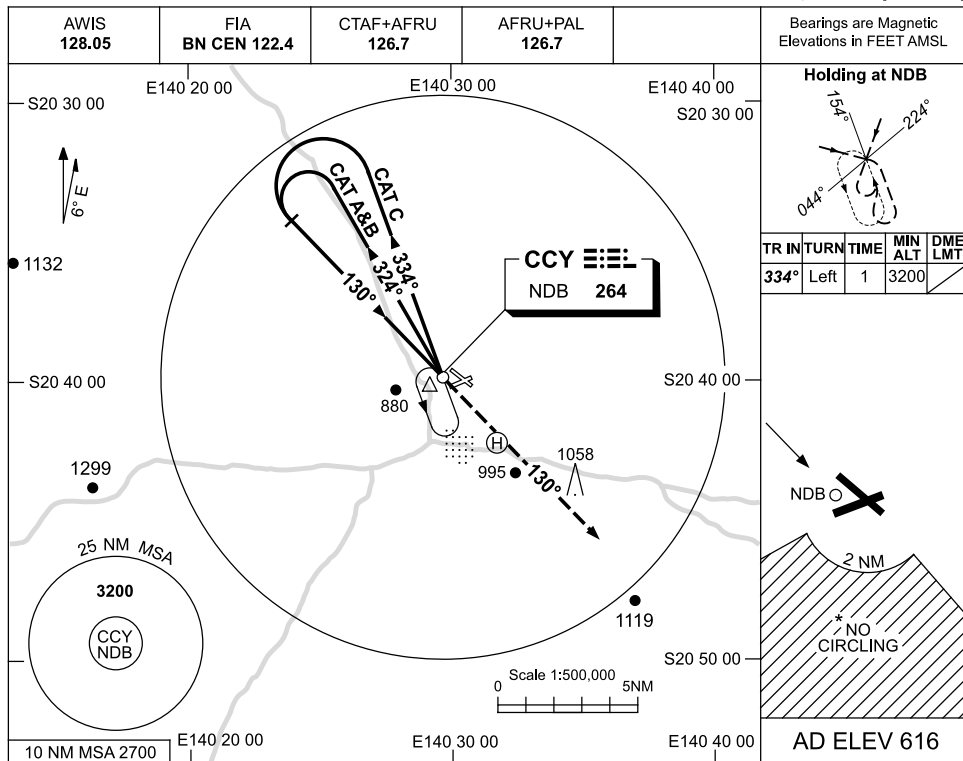 AWIS
128.05
FIA
BN CEN 122.4
CTAF+AFRU
126.7
AFRU+PAL
126.7
Bearings are Magnetic
Elevations in FEET AMSL
E140 20 00
E140 30 00
E140 40 00
S20 30 00
S20 30 00
6° E
CAT C
CAT A&B
334°
324°
130°
CCY
NDB 264
1132
S20 40 00
S20 40 00
880
H
995
1058
130°
1299
1119
25 NM MSA
3200
CCY
NDB
S20 50 00
Scale 1:500,000
0
5NM
10 NM MSA 2700
E140 20 00
E140 30 00
E140 40 00
Holding at NDB
154°
224°
044°
TR IN TURN TIME MIN ALT DME LMT
334° Left 1 3200
NDB
2 NM
* NO
CIRCLING
AD ELEV 616